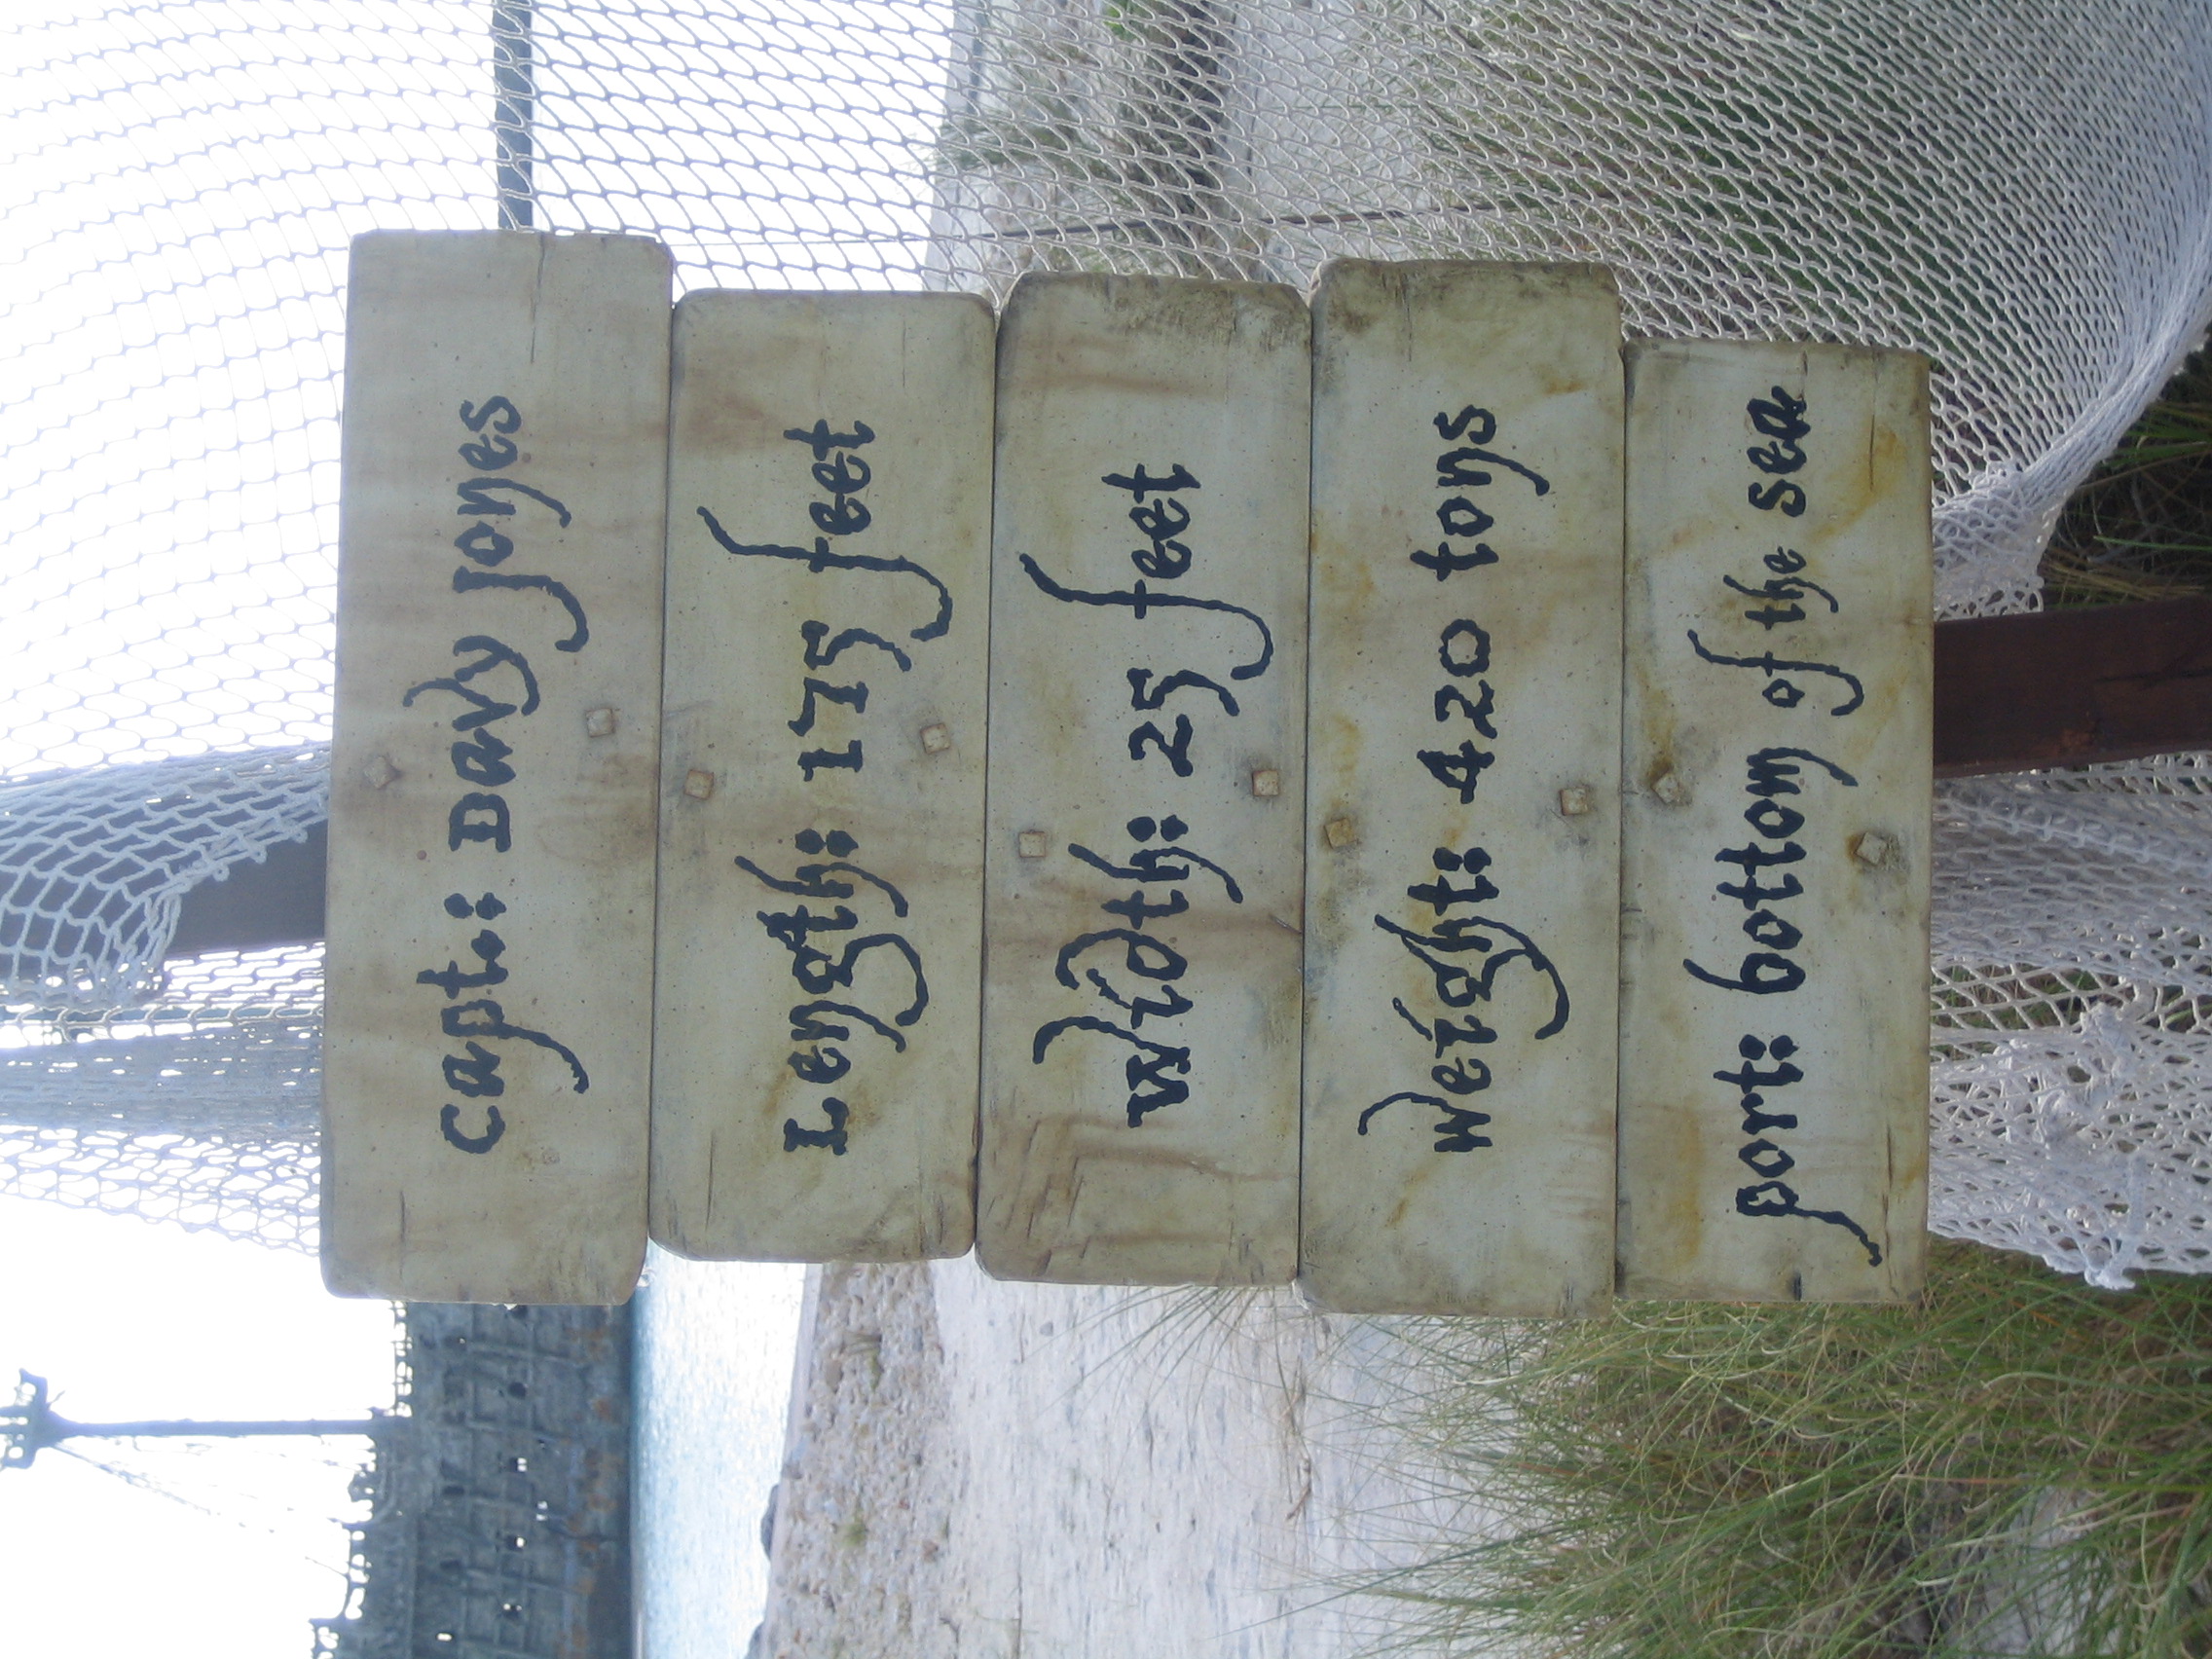 Capt.: Davy Jones
Length: 175 feet
Width: 25 feet
Weight: 420 tons
port: bottom of the sea